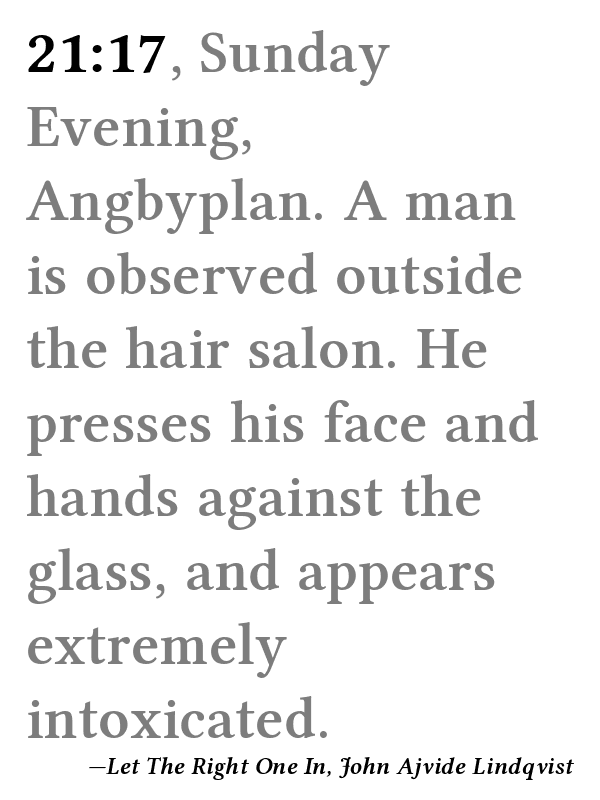 21:17, Sunday
Evening,
Angbyplan. A man
is observed outside
the hair salon. He
presses his face and
hands against the
glass, and appears
extremely
intoxicated.
—Let The Right One In, John Ajvide Lindqvist